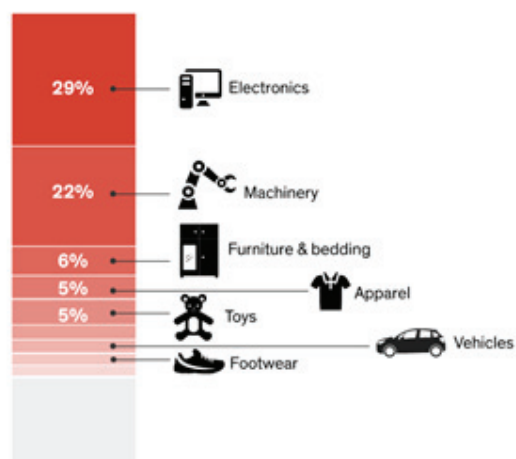 29% Electronics
22% Machinery
6% Furniture & bedding
5% Apparel
5% Toys
Vehicles
Footwear